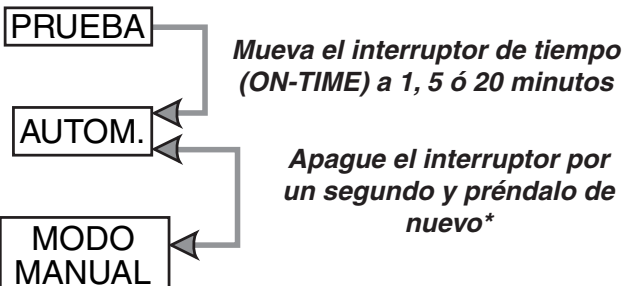 PRUEBA
Mueva el interruptor de tiempo
(ON-TIME) a 1, 5 ó 20 minutos
AUTOM.
Apague el interruptor por
un segundo y préndalo de
nuevo*
MODO
MANUAL